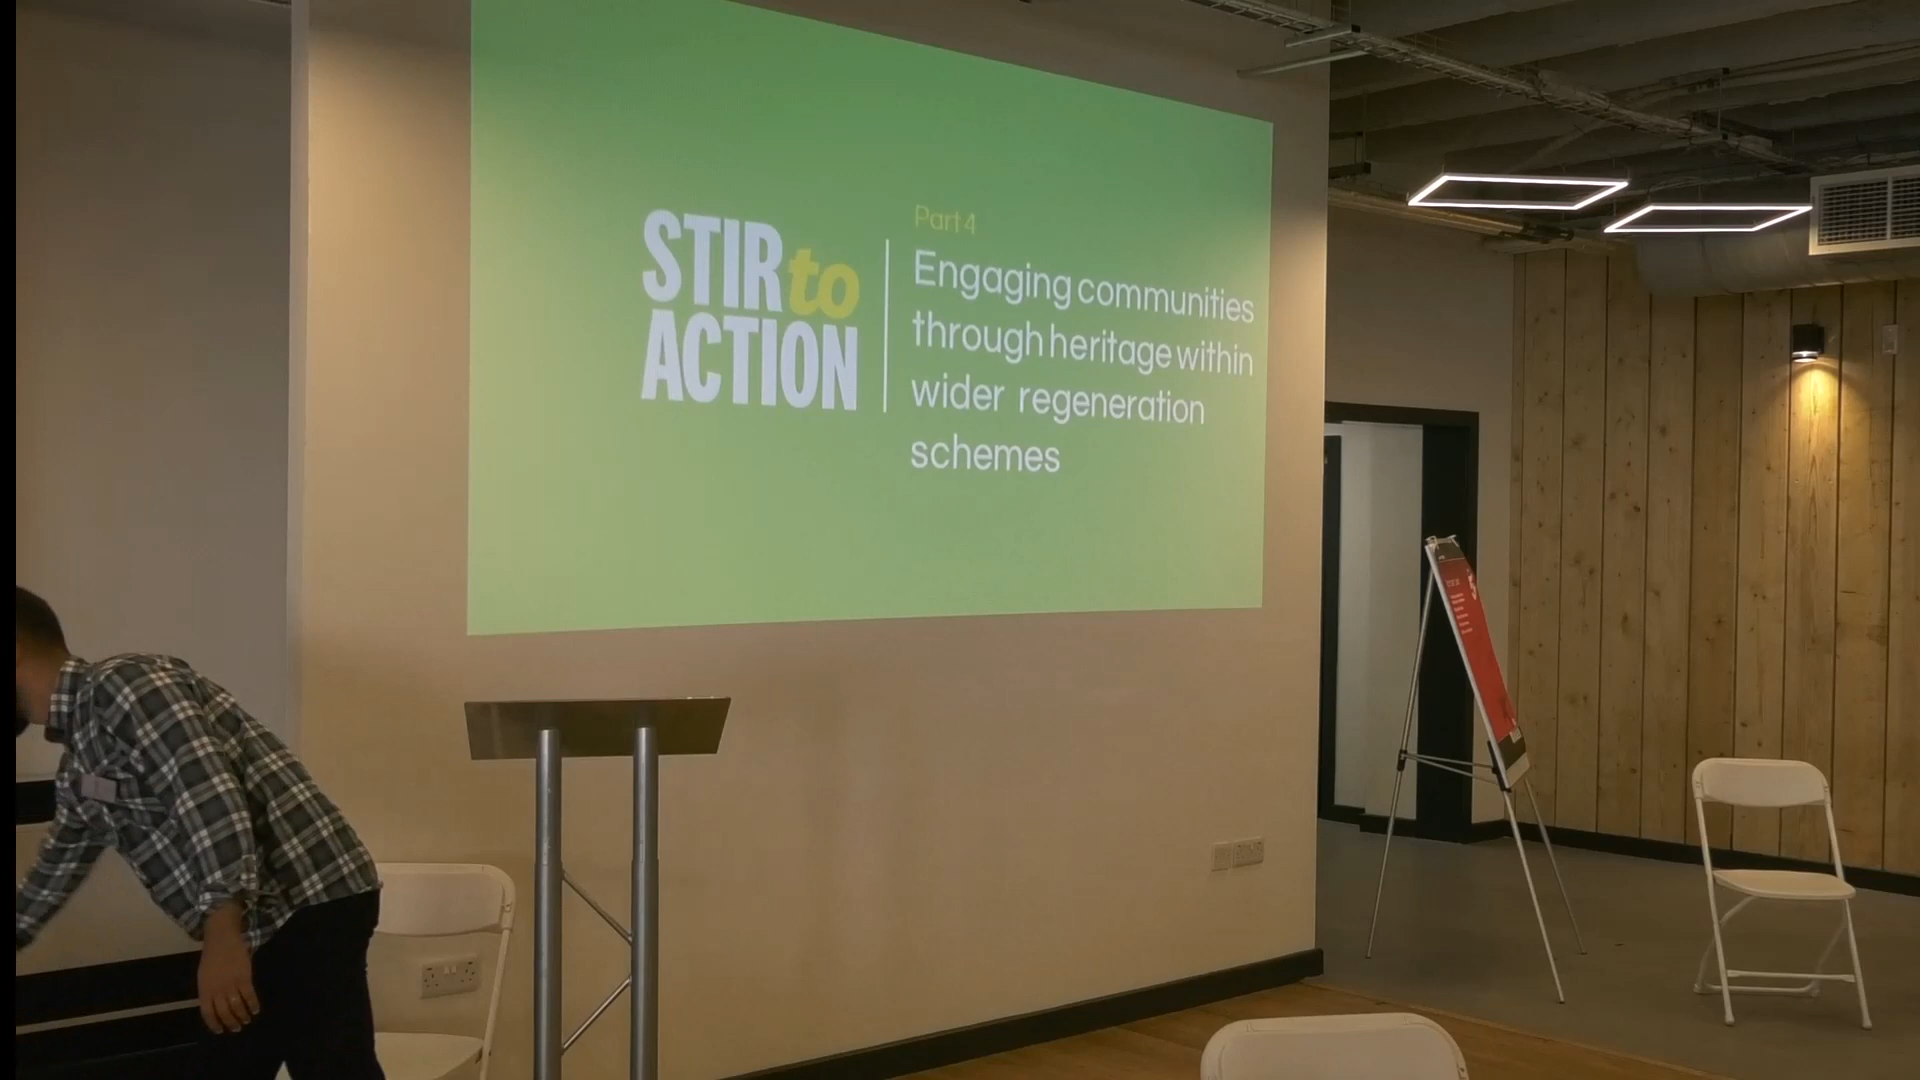 STIR to
ACTION
Part 4
Engaging communities
through heritage within
wider regeneration
schemes